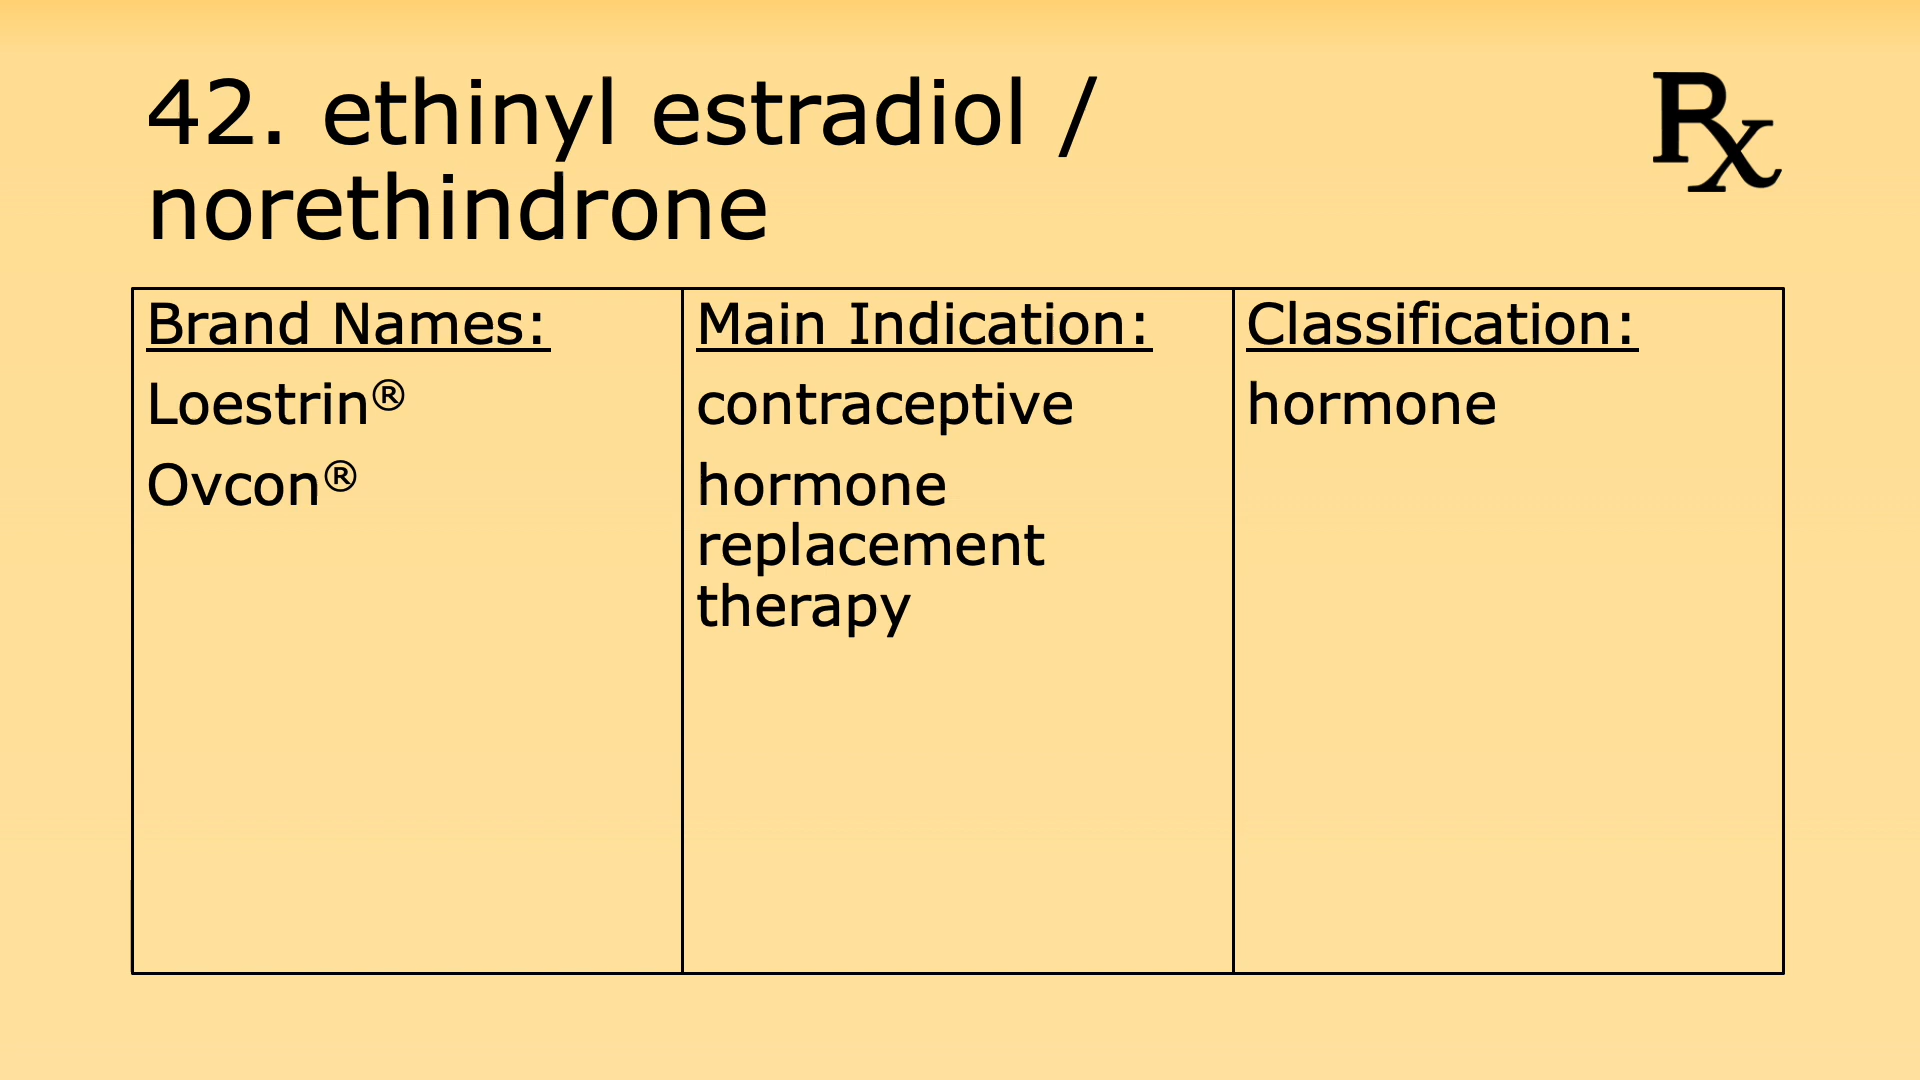 42. ethinyl estradiol /
norethindrone
Rx
Brand Names:
Loestrin®
Ovcon®
Main Indication:
contraceptive
hormone
replacement
therapy
Classification:
hormone